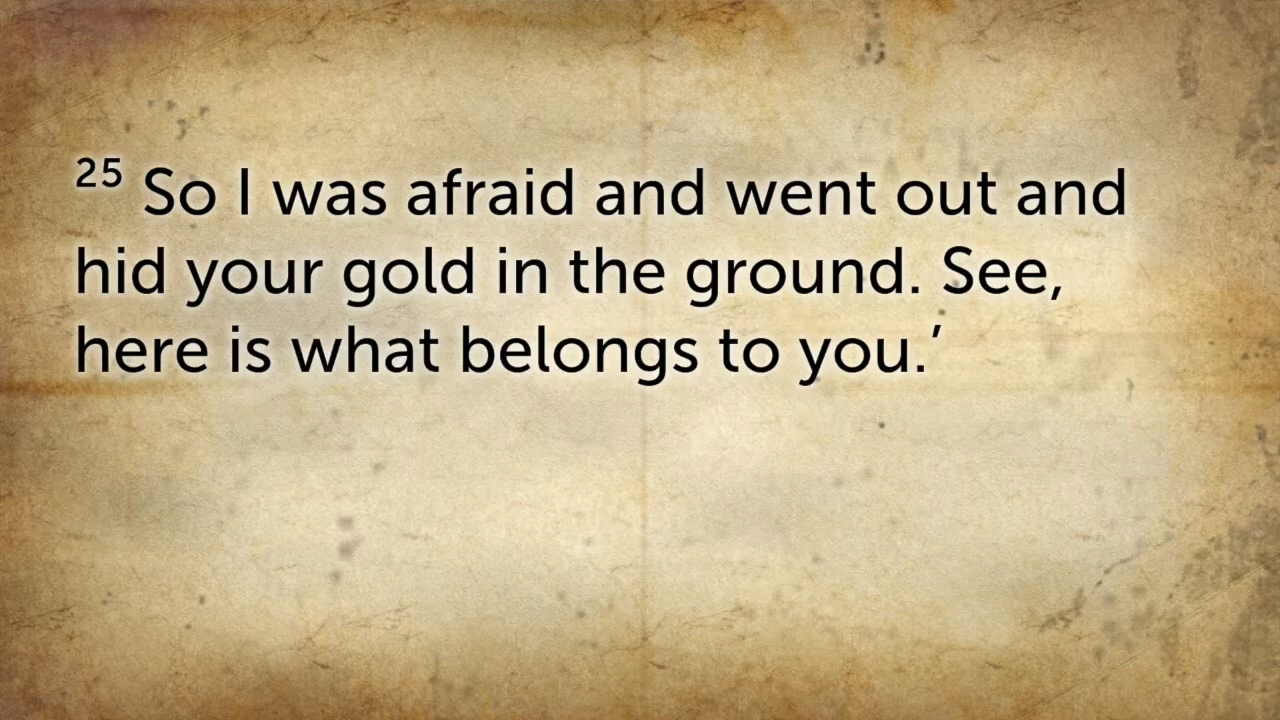 25 So I was afraid and went out and
hid your gold in the ground. See,
here is what belongs to you.’